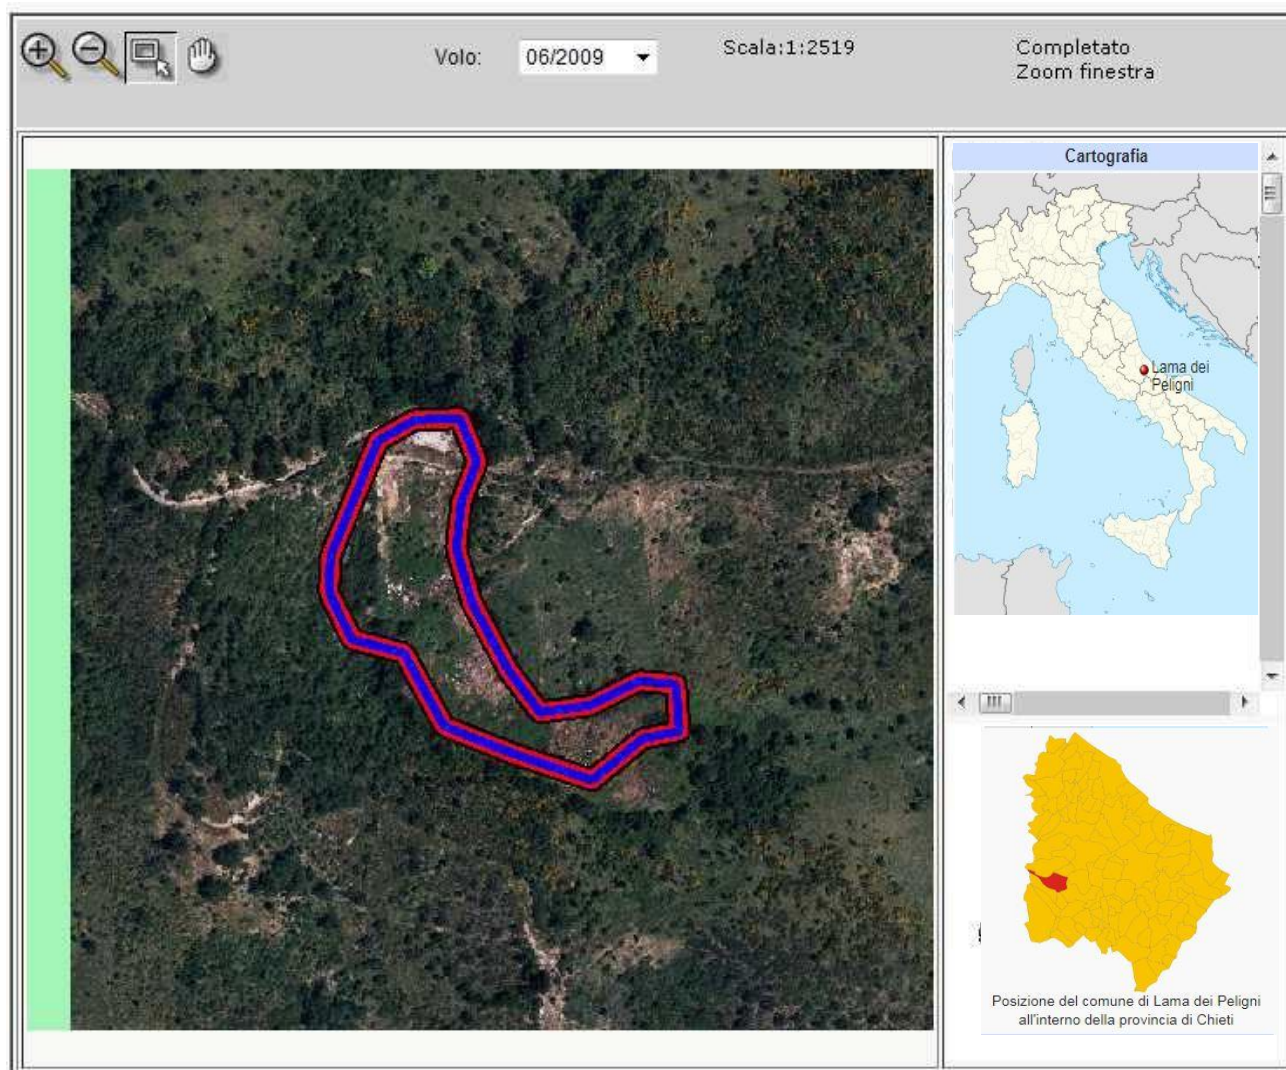 Volo:
06/2009
Scala:1:2519
Completato
Zoom finestra
Cartografia
Lama dei
Peligni
Posizione del comune di Lama dei Peligni
all'interno della provincia di Chieti